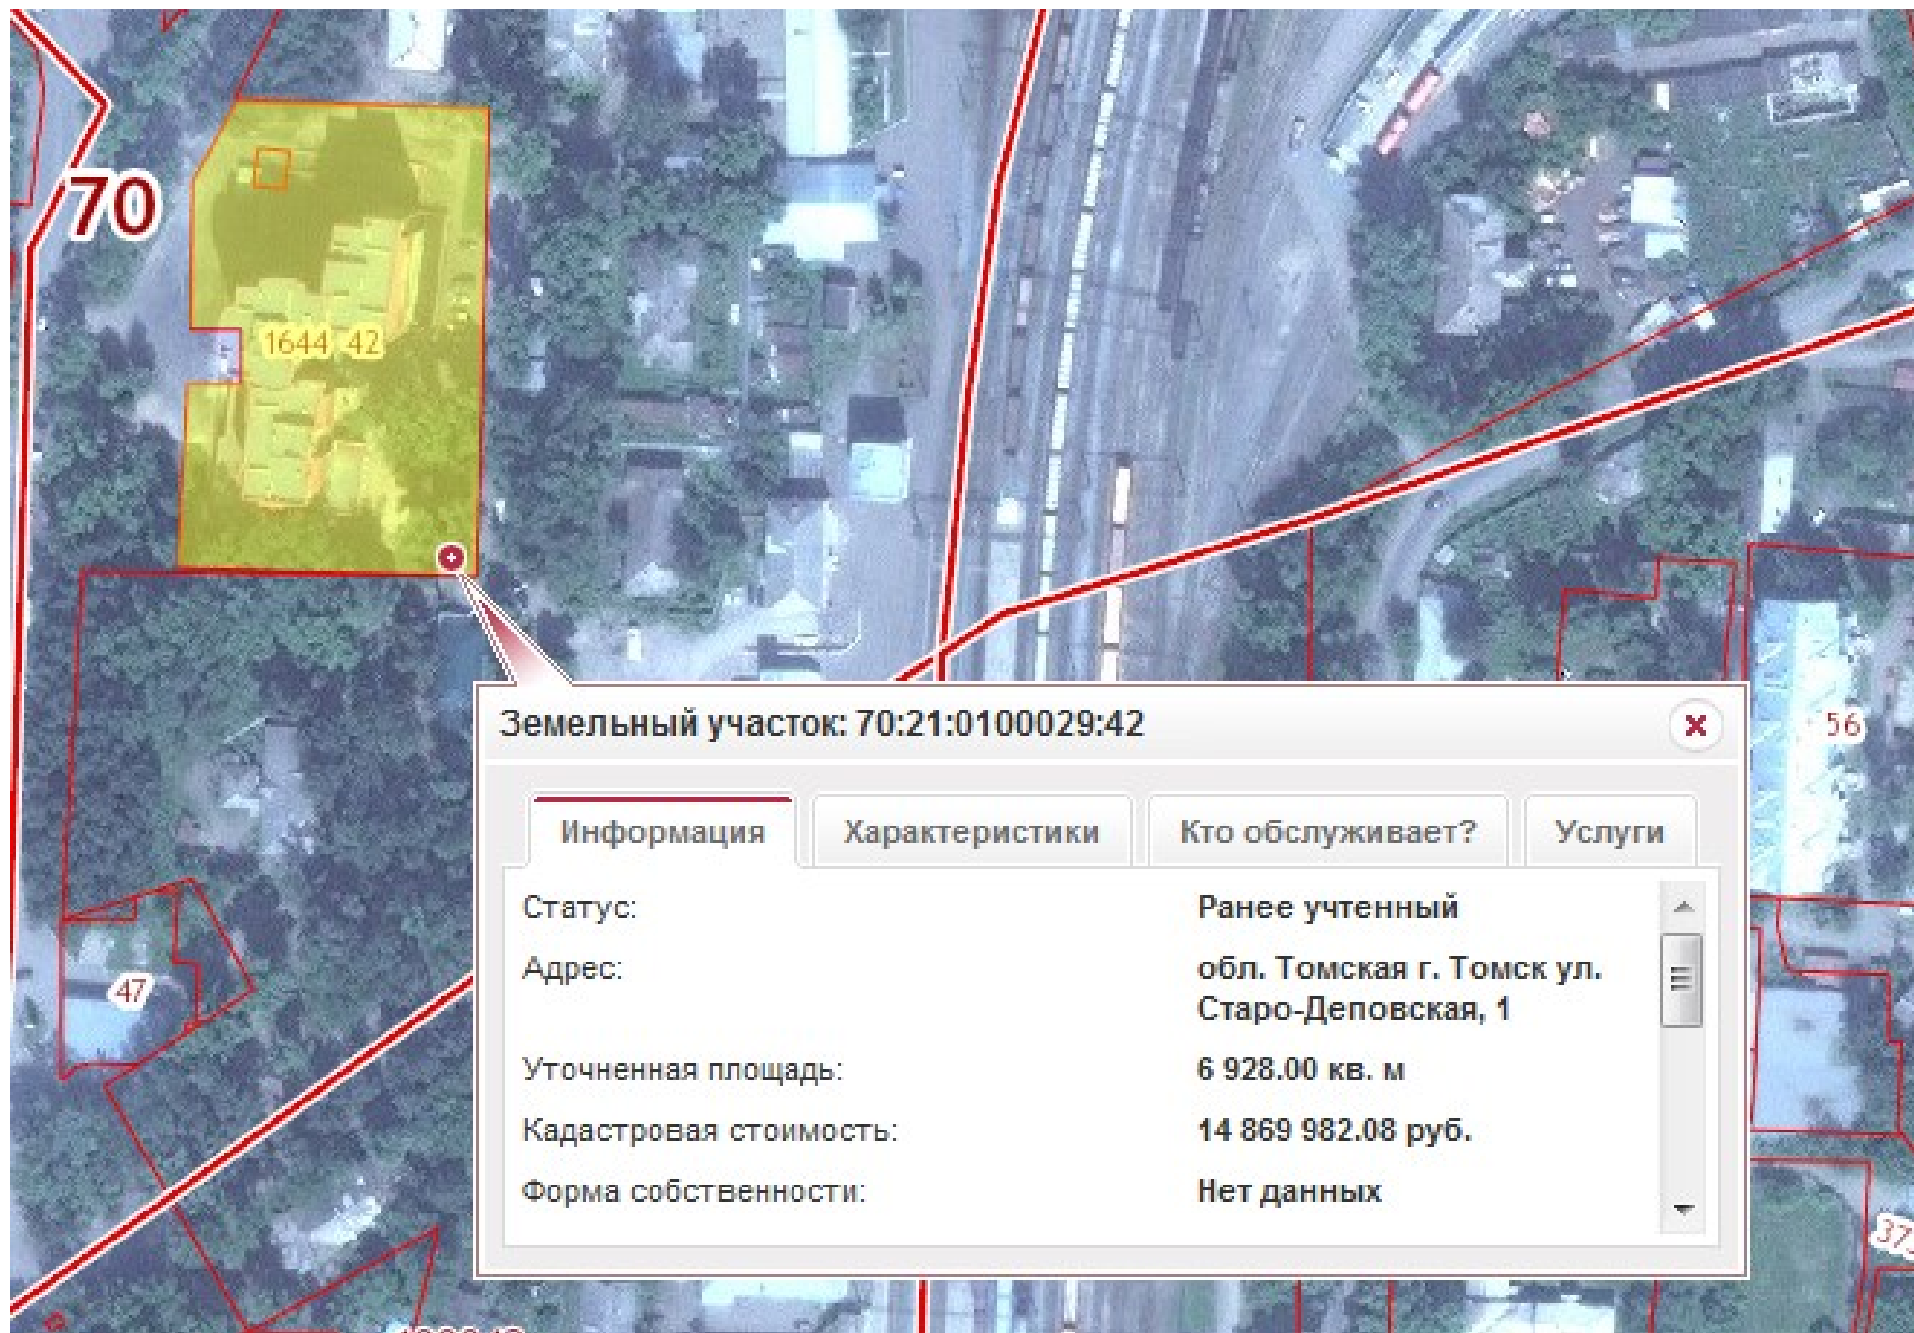 70
1644 42
Земельный участок: 70:21:0100029:42
56
Информация Характеристики Кто обслуживает? Услуги
Статус: Ранее учтенный
Адрес: обл. Томская г. Томск ул.
Старо-Деповская, 1
47
Уточненная площадь: 6 928.00 кв. м
Кадастровая стоимость: 14 869 982.08 руб.
Форма собственности: Нет данных